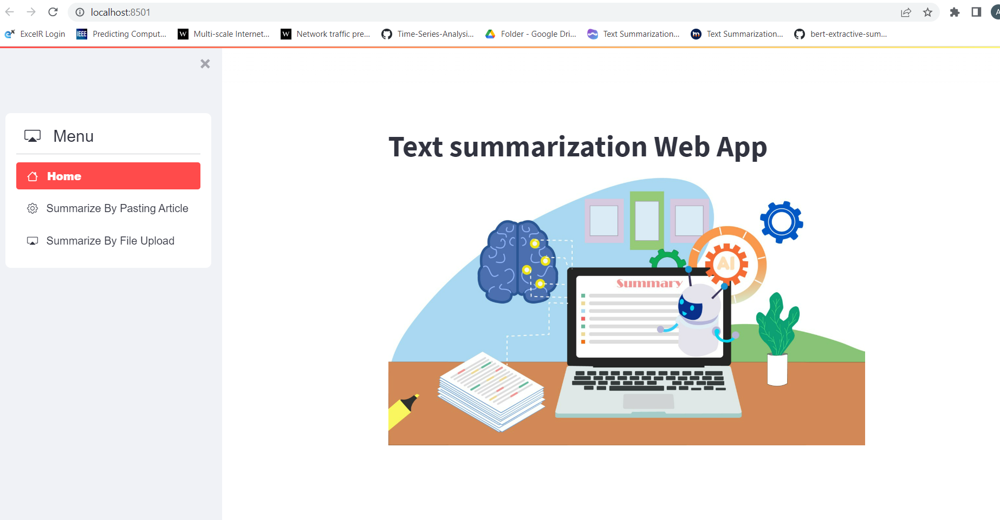 localhost:8501
A
ExcelR Login
IEEE
Predicting Comput...
W
Multi-scale Internet...
W
Network traffic pre...
Time-Series-Analysi...
Folder - Google Dri...
Text Summarization...
m
Text Summarization...
bert-extractive-sum...
Menu
Home
Summarize By Pasting Article
Summarize By File Upload
Text summarization Web App
AI
Summary